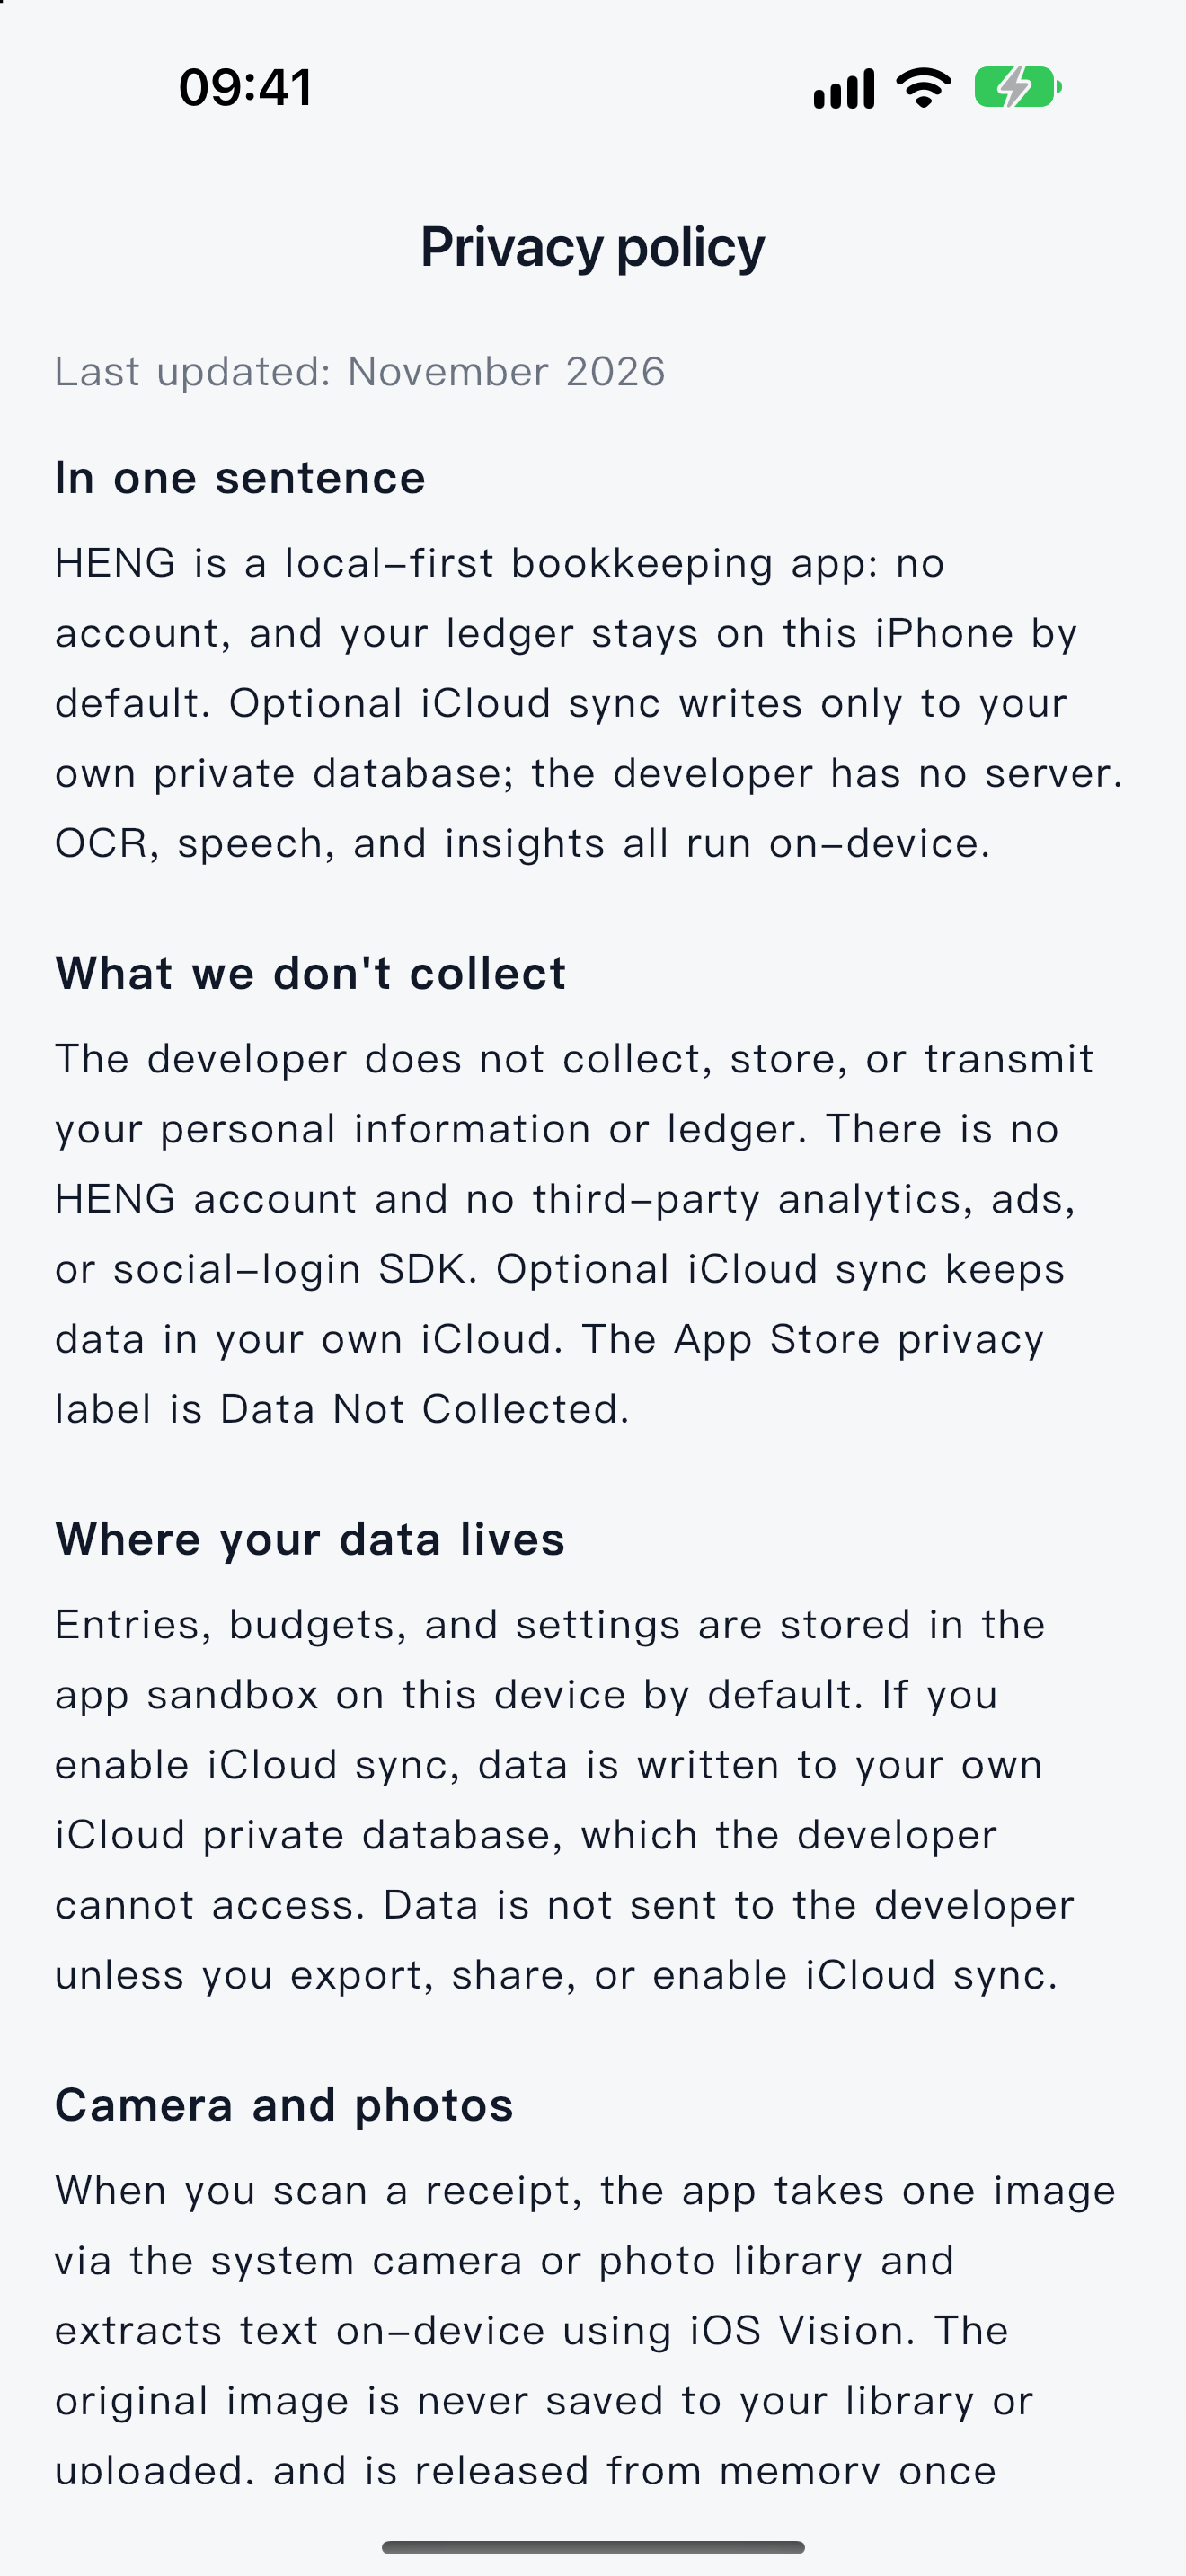 09:41
Privacy policy
Last updated: November 2026
In one sentence
HENG is a local-first bookkeeping app: no
account, and your ledger stays on this iPhone by
default. Optional iCloud sync writes only to your
own private database; the developer has no server.
OCR, speech, and insights all run on-device.
What we don't collect
The developer does not collect, store, or transmit
your personal information or ledger. There is no
HENG account and no third-party analytics, ads,
or social-login SDK. Optional iCloud sync keeps
data in your own iCloud. The App Store privacy
label is Data Not Collected.
Where your data lives
Entries, budgets, and settings are stored in the
app sandbox on this device by default. If you
enable iCloud sync, data is written to your own
iCloud private database, which the developer
cannot access. Data is not sent to the developer
unless you export, share, or enable iCloud sync.
Camera and photos
When you scan a receipt, the app takes one image
via the system camera or photo library and
extracts text on-device using iOS Vision. The
original image is never saved to your library or
uploaded, and is released from memory once